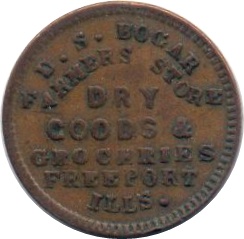 D. S. BOGAR
FARMERS STORE
DRY
GOODS &
GROCERIES
FREEPORT
ILLS.